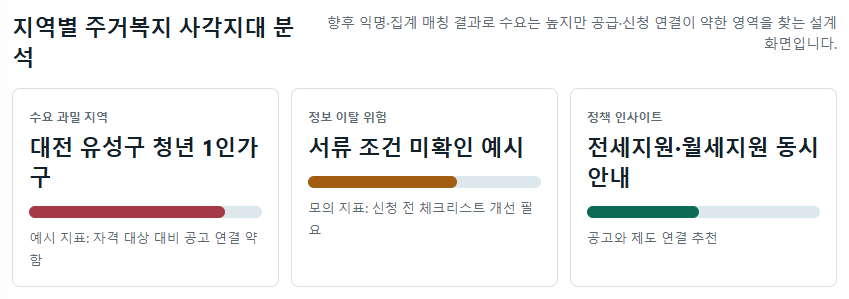 지역별 주거복지 사각지대 분
석
향후 익명·집계 매칭 결과로 수요는 높지만 공급·신청 연결이 약한 영역을 찾는 설계
화면입니다.
수요 과밀 지역
대전 유성구 청년 1인가
구
예시 지표: 자격 대상 대비 공고 연결 약
함
정보 이탈 위험
서류 조건 미확인 예시
모의 지표: 신청 전 체크리스트 개선 필
요
정책 인사이트
전세지원·월세지원 동시
안내
공고와 제도 연결 추천